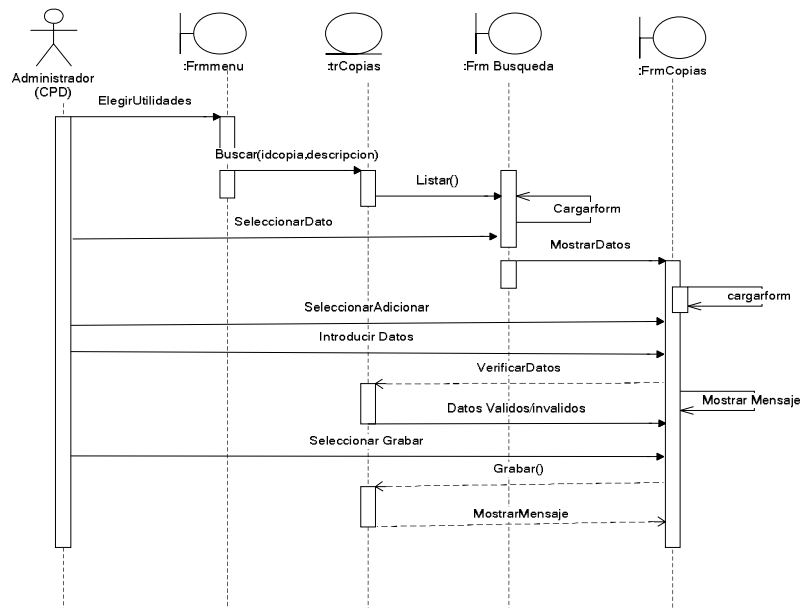 Administrador
(CPD)
:Frmmenu
:trCopias
:Frm Busqueda
:FrmCopias
ElegirUtilidades
Buscar(idcopia,descripcion)
Listar()
Cargarform
SeleccionarDato
MostrarDatos
cargarform
SeleccionarAdicionar
Introducir Datos
VerificarDatos
Mostrar Mensaje
Datos Validos/invalidos
Seleccionar Grabar
Grabar()
MostrarMensaje